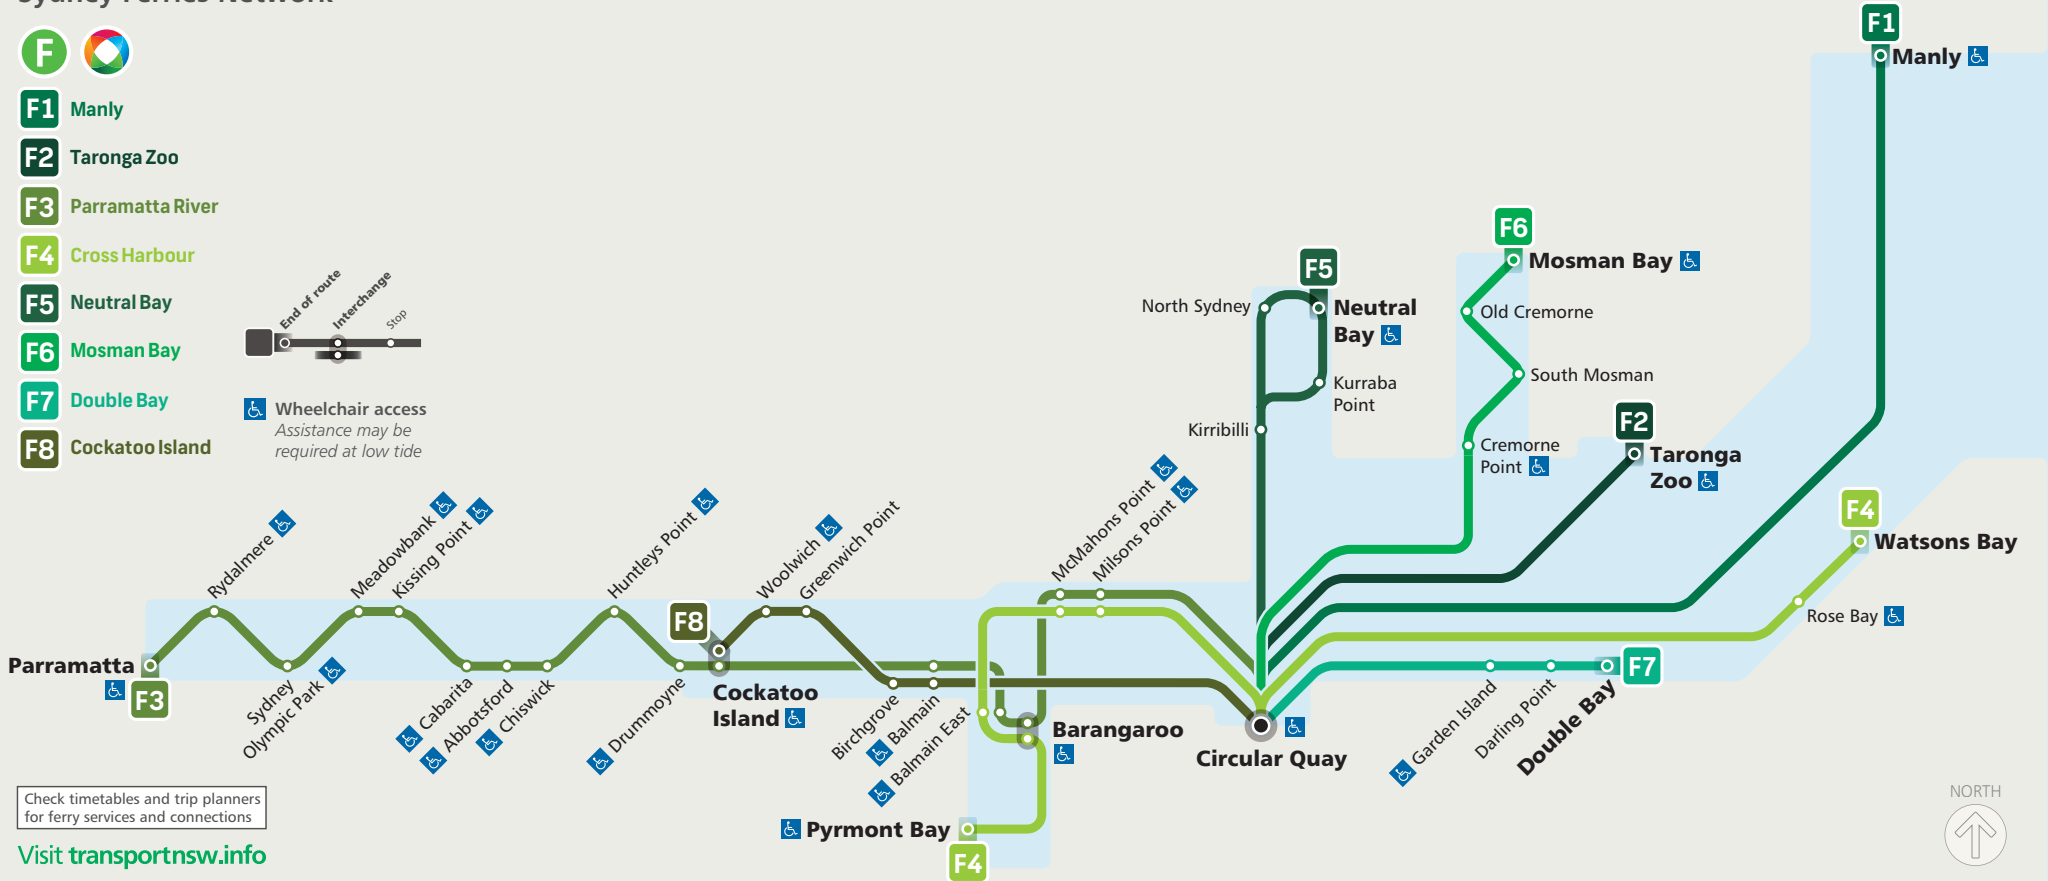 Sydney Ferries Network
F
F1 Manly
F2 Taronga Zoo
F3 Parramatta River
F4 Cross Harbour
F5 Neutral Bay
F6 Mosman Bay
F7 Double Bay
F8 Cockatoo Island
End of route
Interchange
Stop
Wheelchair access
Assistance may be
required at low tide
F1
Manly
F6
Mosman Bay
Old Cremorne
South Mosman
Cremorne
Point
F5
North Sydney
Neutral
Bay
Kurraba
Point
Kirribilli
F2
Taronga
Zoo
F4
Watsons Bay
Rose Bay
Parramatta
F3
Rydalmere
Sydney
Olympic Park
Meadowbank
Kissing Point
Cabarita
Abbotsford
Chiswick
Huntleys Point
Drummoyne
F8
Cockatoo
Island
Woolwich
Greenwich Point
Birchgrove
Balmain
Balmain East
McMahons Point
Milsons Point
Barangaroo
Circular Quay
Garden Island
Darling Point
Double Bay
F7
Pyrmont Bay
F4
Check timetables and trip planners
for ferry services and connections
Visit transportnsw.info
NORTH